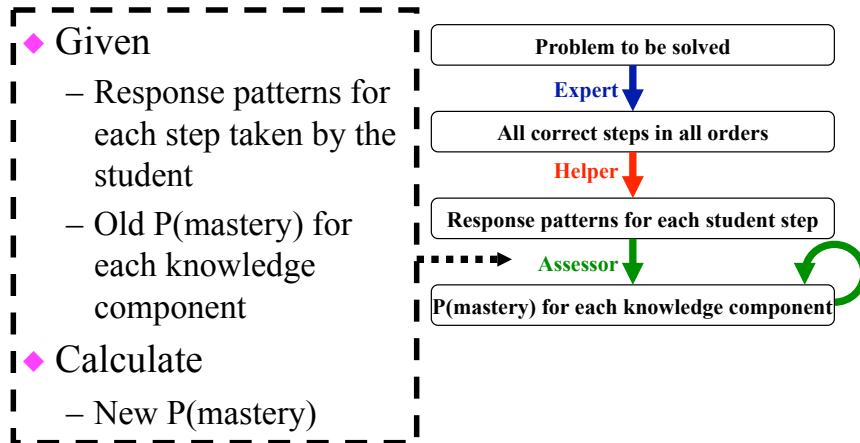 Given
– Response patterns for
each step taken by the
student
– Old P(mastery) for
each knowledge
component
Calculate
– New P(mastery)
Problem to be solved
Expert
All correct steps in all orders
Helper
Response patterns for each student step
Assessor
P(mastery) for each knowledge component